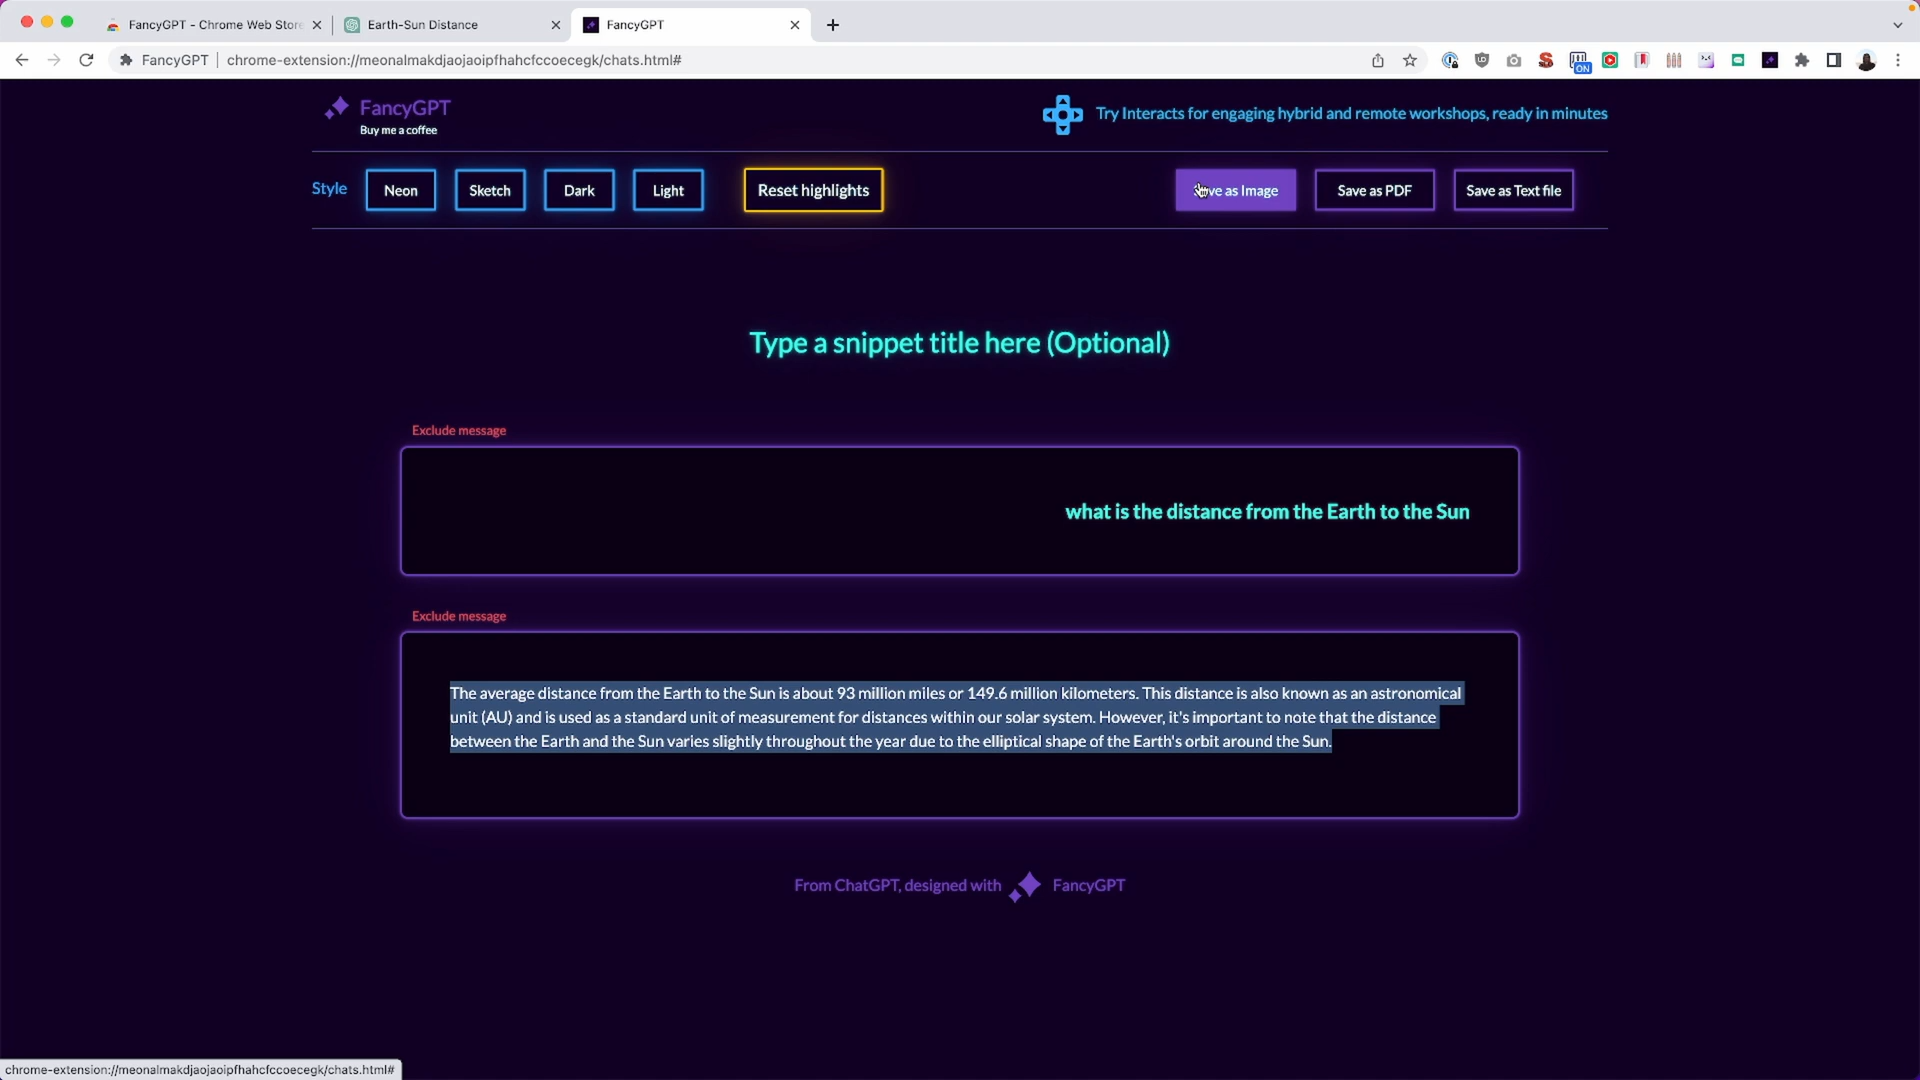 FancyGPT - Chrome Web Store
Earth-Sun Distance
FancyGPT
FancyGPT
chrome-extension://meonalmakdjaojaoipfhahcfccoecegk/chats.html#
ON
FancyGPT
Buy me a coffee
Try Interacts for engaging hybrid and remote workshops, ready in minutes
Style
Neon
Sketch
Dark
Light
Reset highlights
Save as Image
Save as PDF
Save as Text file
Type a snippet title here (Optional)
Exclude message
what is the distance from the Earth to the Sun
Exclude message
The average distance from the Earth to the Sun is about 93 million miles or 149.6 million kilometers. This distance is also known as an astronomical
unit (AU) and is used as a standard unit of measurement for distances within our solar system. However, it's important to note that the distance
between the Earth and the Sun varies slightly throughout the year due to the elliptical shape of the Earth's orbit around the Sun.
From ChatGPT, designed with FancyGPT
chrome-extension://meonalmakdjaojaoipfhahcfccoecegk/chats.html#